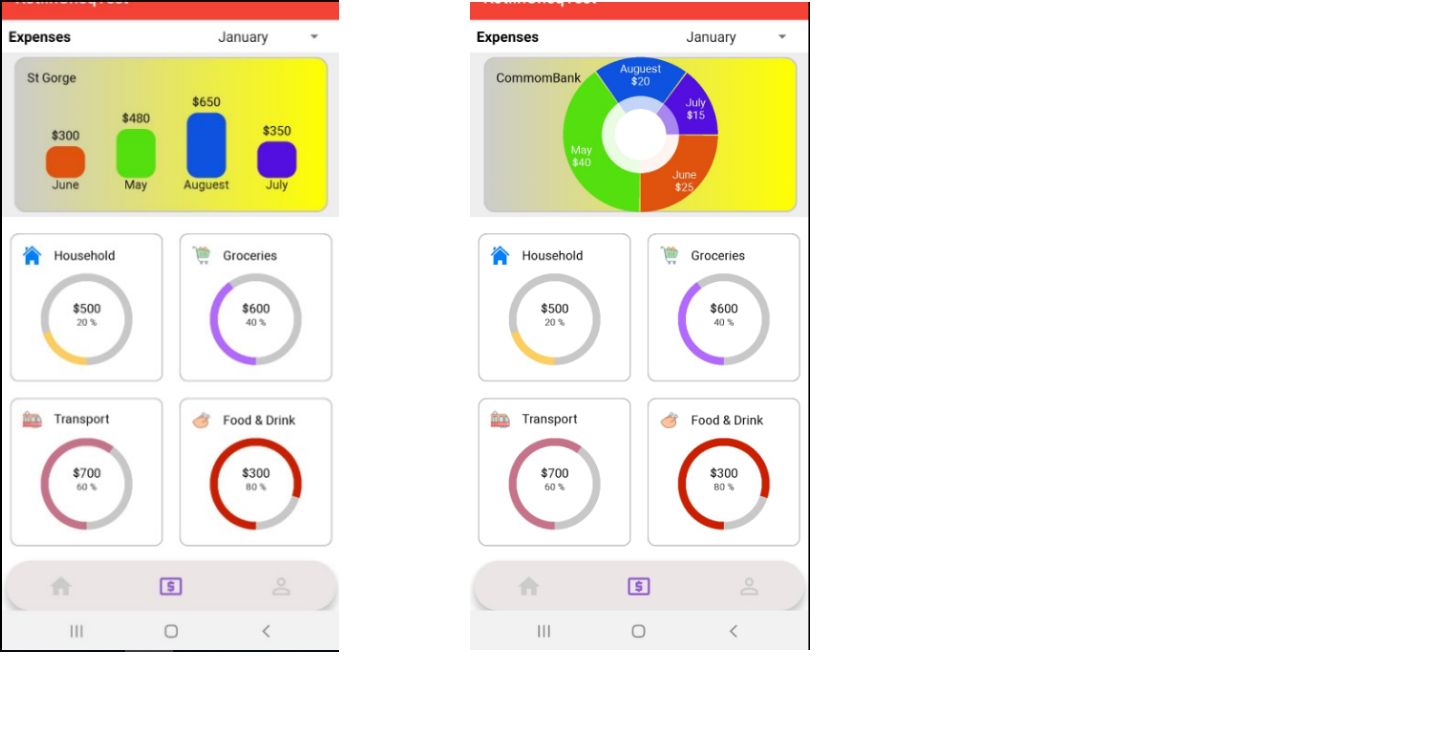 Expenses
January
St Gorge
$650
$480
$350
$300
June
May
Auguest
July
Household
$500
20 %
Groceries
$600
40 %
Transport
$700
60 %
Food & Drink
$300
80 %
Expenses
January
CommomBank
Auguest
$20
July
$15
May
$40
June
$25
Household
$500
20 %
Groceries
$600
40 %
Transport
$700
60 %
Food & Drink
$300
80 %